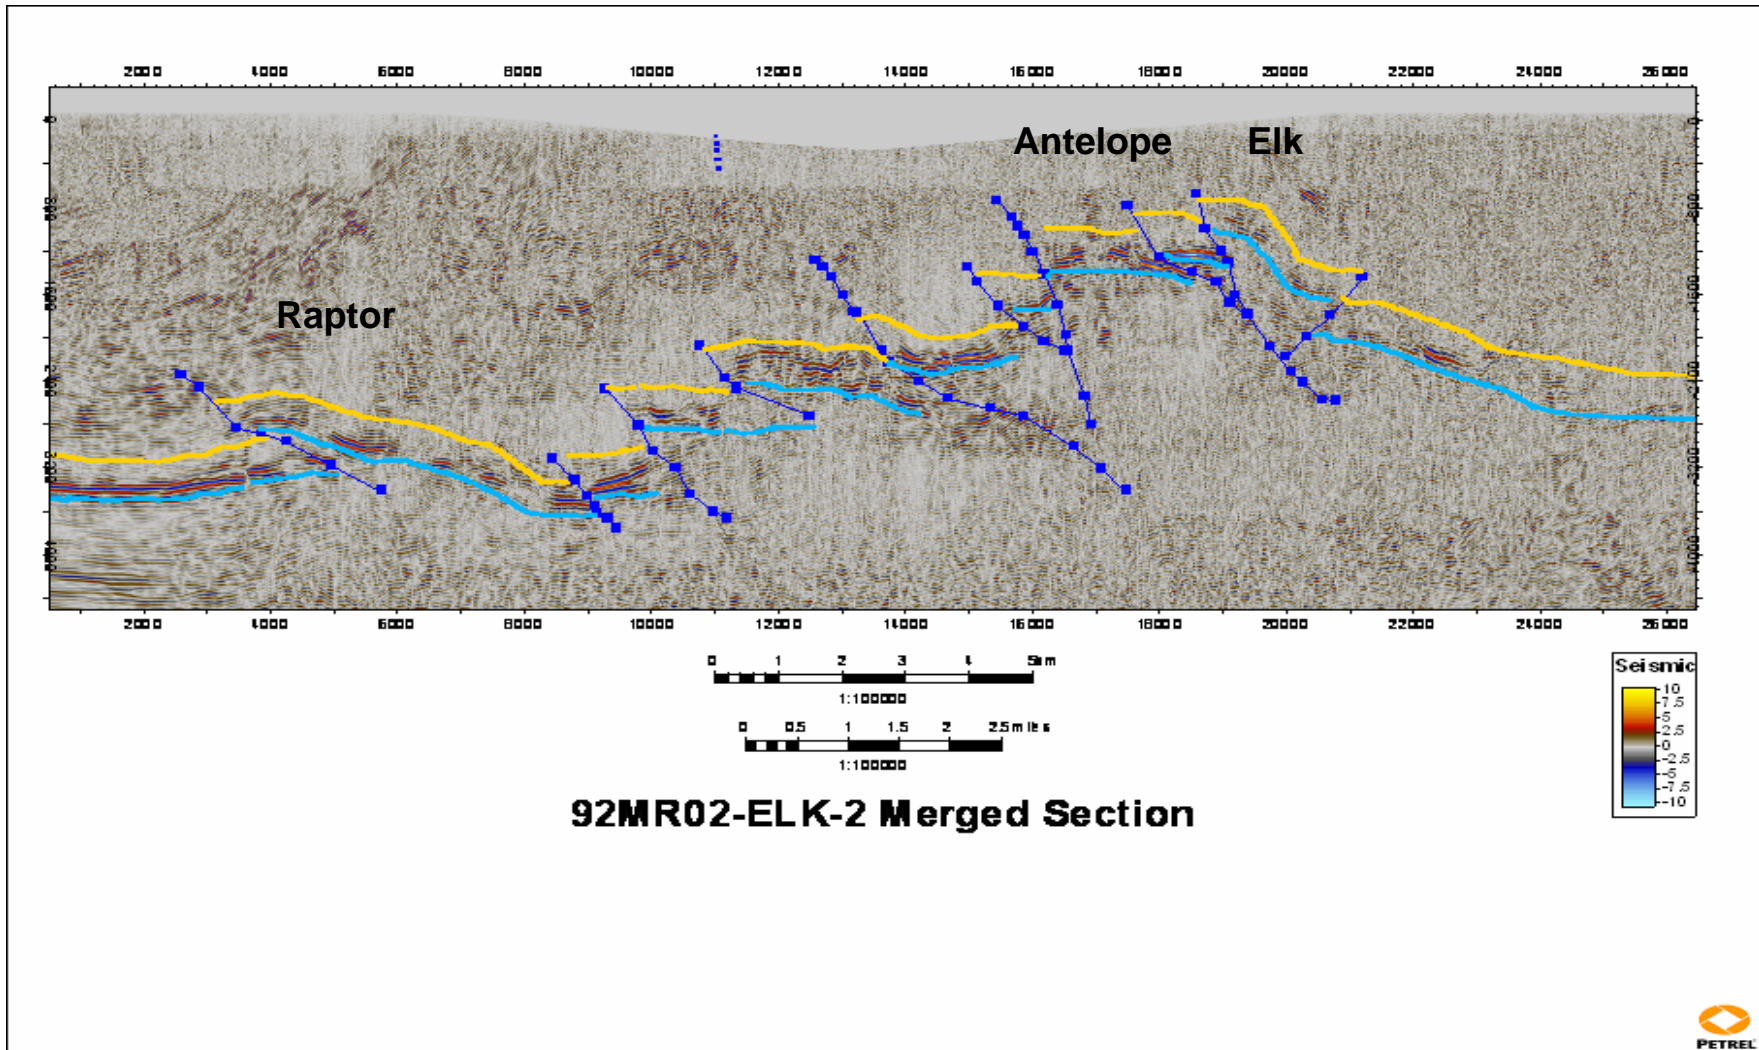 2000 4000 6000 8000 10000 12000 14000 16000 18000 20000 22000 24000 26000
Antelope Elk
Raptor
2000 4000 6000 8000 10000 12000 14000 16000 18000 20000 22000 24000 26000
0 1 2 3 4 5km
1:100000
0 0.5 1 1.5 2 2.5miles
1:100000
92MR02-ELK-2 Merged Section
Seismic
10
7.5
5
2.5
0
-2.5
-5
-7.5
-10
PETREL